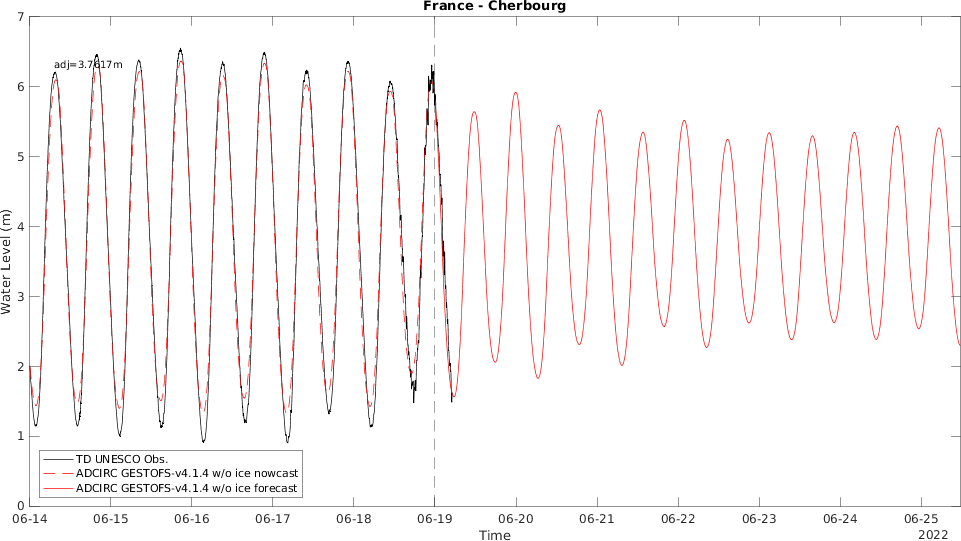 France - Cherbourg
7
adj=3.7617m
6
5
4
3
2
1
0
Water Level (m)
TD UNESCO Obs.
ADCIRC GESTOFS-v4.1.4 w/o ice nowcast
ADCIRC GESTOFS-v4.1.4 w/o ice forecast
06-14 06-15 06-16 06-17 06-18 06-19 06-20 06-21 06-22 06-23 06-24 06-25
Time
2022